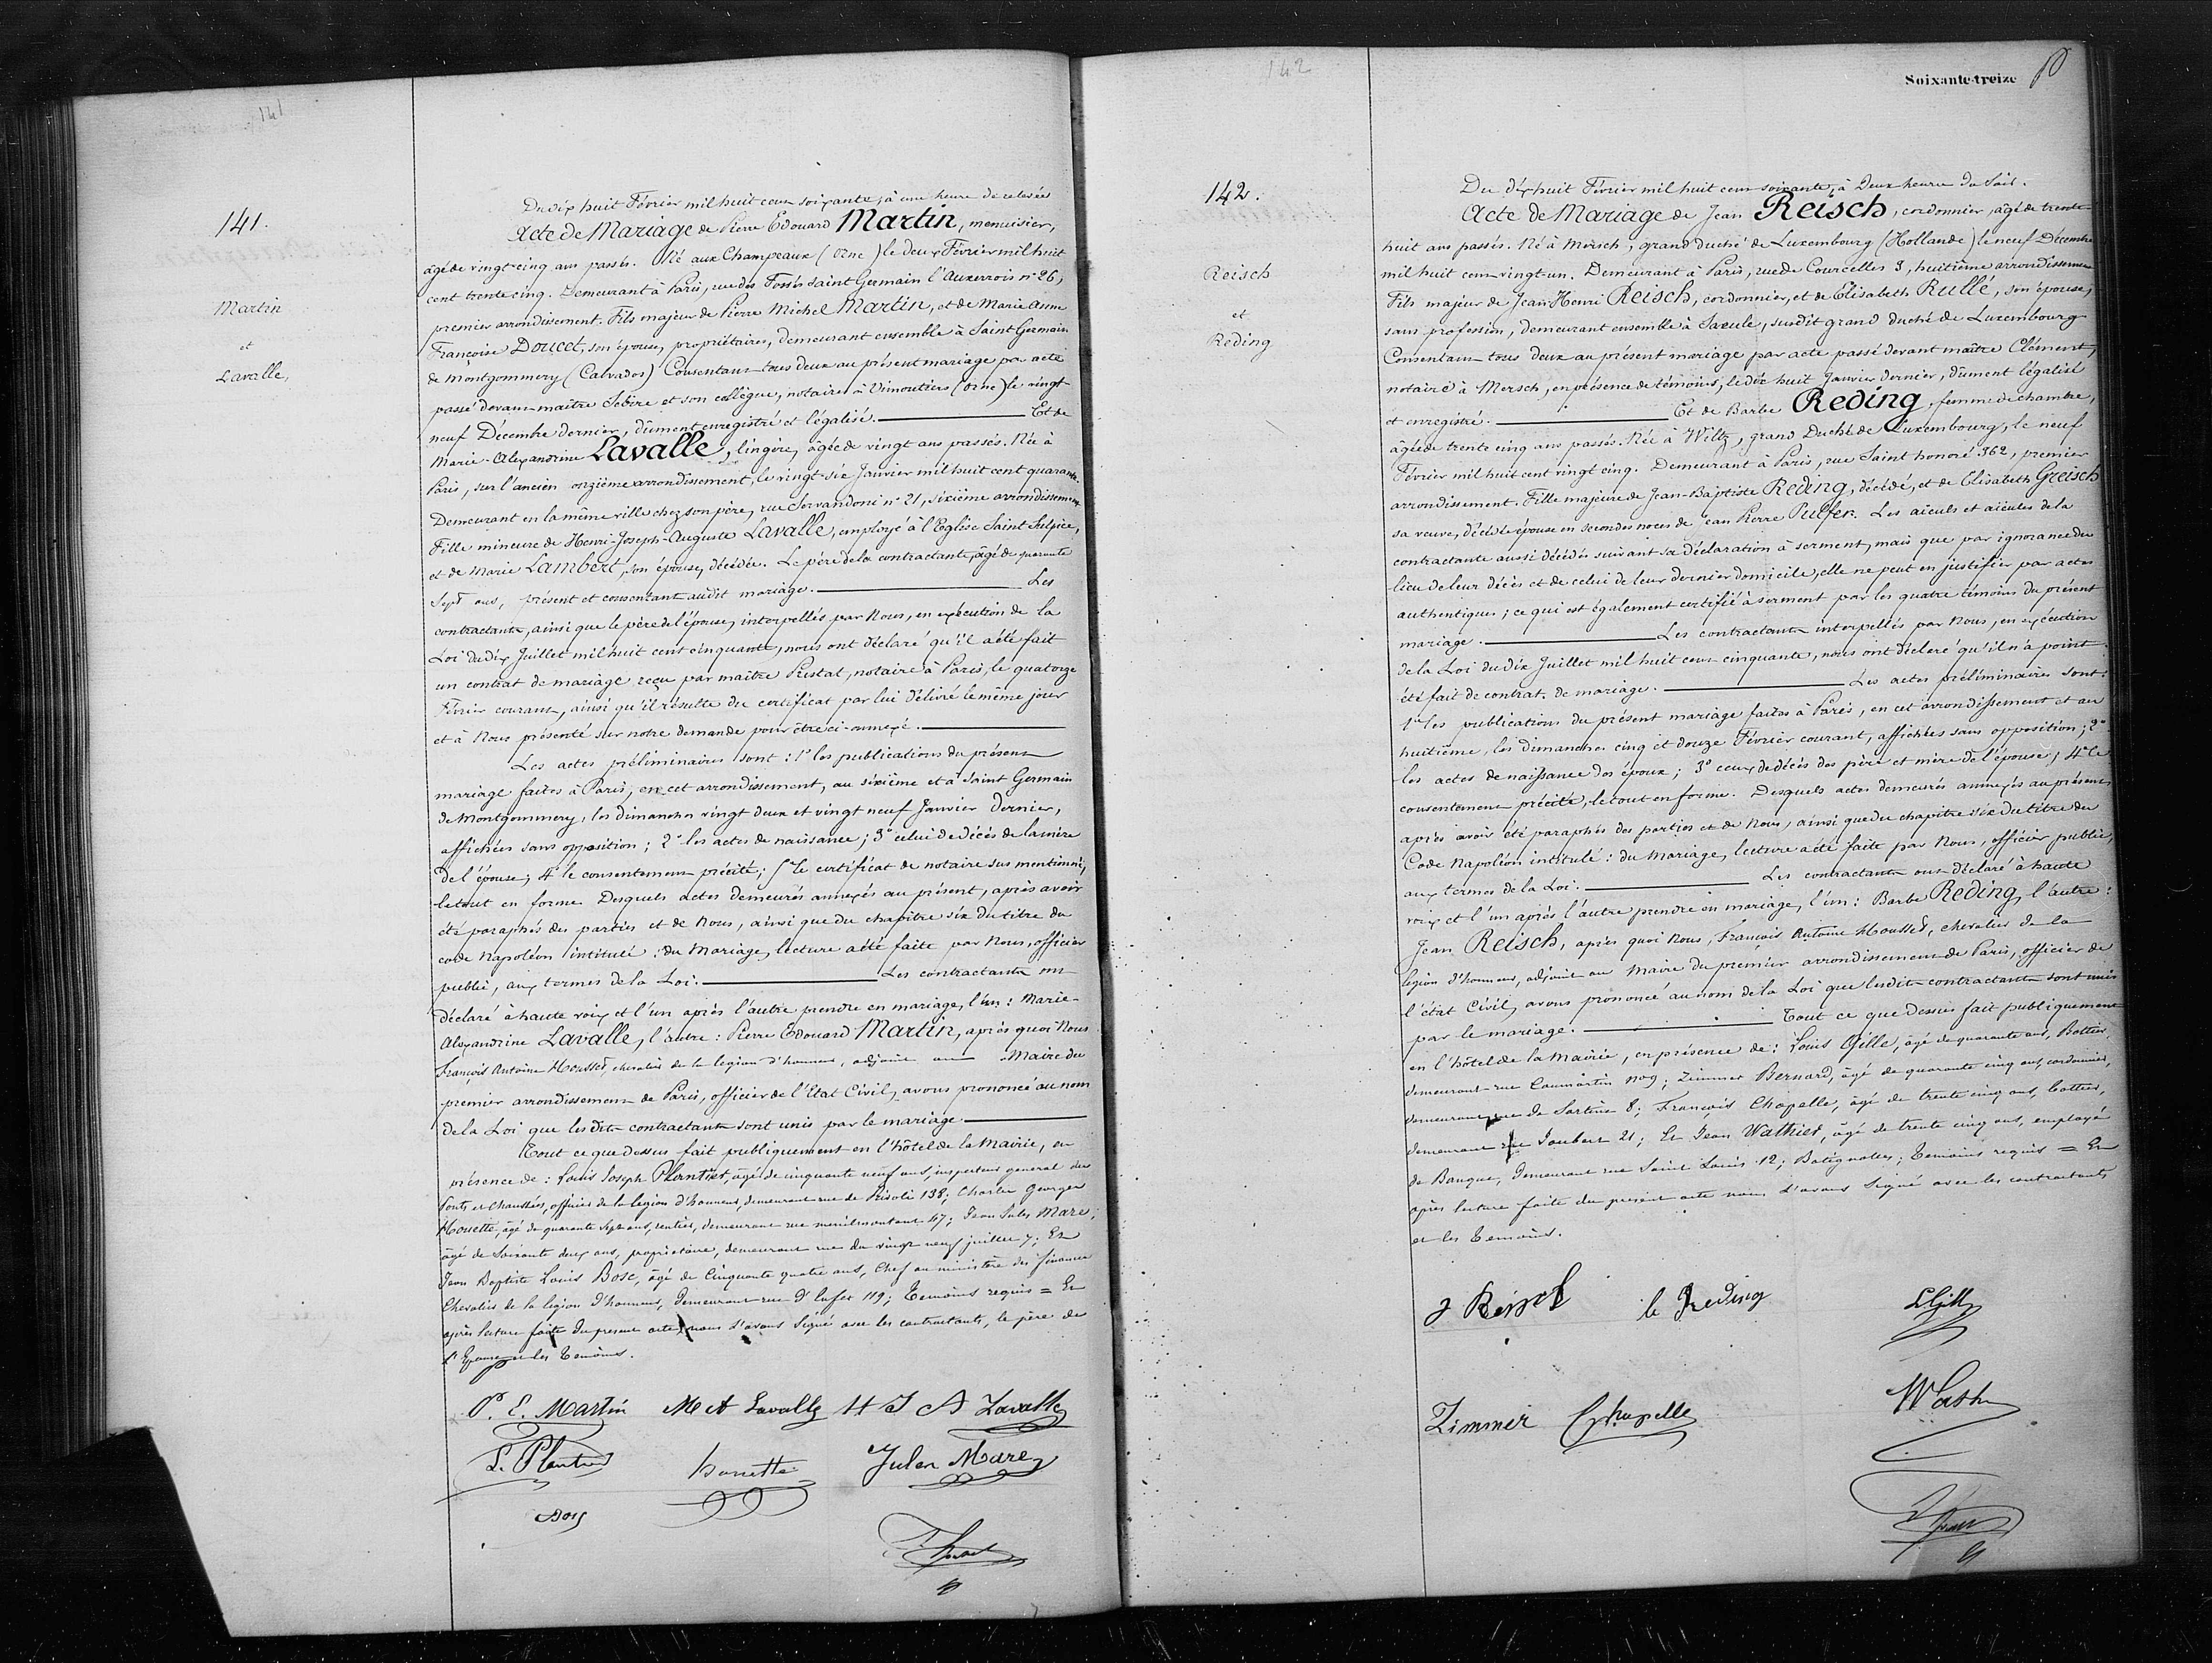 141
141.
Martin
et
Lavalle,
Du dix huit Février mil huit cent soixante, à une heure de relevée
Acte de Mariage de Pierre Edouard Martin, menuisier,
âgé de vingt-cinq ans passés. Né aux Champeaux (Orne) le deux Février mil huit
cent trente cinq. Demeurant à Paris, rue des Fossés Saint Germain l'Auxerrois n° 26,
premier arrondissement. Fils majeur de Pierre Michel Martin, et de Marie Anne
Françoise Doucet, son épouse, propriétaires, demeurant ensemble à Saint Germain
de Montgommery (Calvados) Consentant tous deux au présent mariage par acte
passé devant maître Sebire et son collègue, notaires à Vimoutiers (Orne) le vingt
neuf Décembre dernier, dûment enregistré et légalisé. Et de
Marie-Alexandrine Lavalle, lingère, âgée de vingt ans passés. Née à
Paris, sur l'ancien onzième arrondissement, le vingt-six Janvier mil huit cent quarante.
Demeurant en la même ville chez son père, rue Servandoni n° 21, sixième arrondissement.
Fille mineure de Henri-Joseph-Auguste Lavalle, employé à l'Eglise Saint Sulpice,
et de Marie Lambert, son épouse, décédée. Le père de la contractante, âgé de quarante
sept ans, présent et consentant audit mariage. Les
contractants, ainsi que le père de l'épouse, interpellés par Nous, en exécution de la
Loi du dix Juillet mil huit cent cinquante, nous ont déclaré qu'il a été fait
un contrat de mariage reçu par maître Prestat, notaire à Paris, le quatorze
Février courant, ainsi qu'il résulte du certificat par lui délivré le même jour
et à Nous présenté sur notre demande pour être ci-annexé.
Les actes préliminaires sont : 1° les publications du présent
mariage faites à Paris, en cet arrondissement, au sixième et à Saint Germain
de Montgommery, les dimanches vingt deux et vingt neuf Janvier dernier,
affichées sans opposition ; 2° les actes de naissance ; 3° celui de décès de la mère
de l'épouse ; 4° le consentement précité ; 5° le certificat de notaire sus mentionné,
le tout en forme. Desquels actes demeurés annexés au présent, après avoir
été paraphés des parties et de Nous, ainsi que du chapitre six du titre du
code Napoléon intitulé : du Mariage, lecture a été faite par Nous, officier
public, aux termes de la Loi. Les contractants ont
déclaré à haute voix et l'un après l'autre prendre en mariage, l'un : Marie-
Alexandrine Lavalle, l'autre : Pierre Edouard Martin, après quoi Nous
François Antoine Housset, chevalier de la legion d'honneur, adjoint au Maire du
premier arrondissement de Paris, officier de l'Etat Civil, avons prononcé au nom
de la Loi que les dits contractants sont unis par le mariage
Tout ce que dessus fait publiquement en l'hôtel de la Mairie, en
présence de : Louis Joseph Plantier, âgé de cinquante neuf ans, inspecteur general des
Ponts et Chaussées, officier de la legion d'honneur, demeurant rue de Rivoli 138; Charles Georges
Houette, âgé de quarante sept ans, rentier, demeurant rue menilmontant 47; Jean Jules Mare,
âgé de Soixante deux ans, propriétaire, demeurant rue du vingt neuf juillet 7; Et
Jean Baptiste Louis Bosc, âgé de Cinquante quatre ans, Chef au ministère des finances
Chevalier de la legion d'honneur, demeurant rue d'Enfer 119; Temoins requis = Et
après lecture faite du present acte nous l'avons Signé avec les contractants, le père de
l'Epouse et les Temoins.
P. E. Martin M A Lavalle H J A Lavalle
L. Plantier houette Jules Mare
Bosc
142
Soixante-treize
142.
Reisch
et
Reding
Du dix huit Février mil huit cent soixante, à Deux heures du Soir.
Acte de Mariage de Jean Reisch, cordonnier, âgé de trente-
huit ans passés. Né à Mersch, grand duché de Luxembourg (Hollande) le neuf Décembre
mil huit cent vingt-un. Demeurant à Paris, rue de Courcelles 3, huitième arrondissement
Fils majeur de Jean-Henri Reisch, cordonnier, et de Élisabeth Rullé, son épouse,
sans profession, demeurant ensemble à Saeule, susdit grand duché de Luxembourg
Consentant tous deux au présent mariage par acte passé devant maître Clément,
notaire à Mersch, en présence de témoins, le dix huit Janvier dernier, dûment légalisé
et enregistré. Et de Barbe Reding, femme de chambre,
âgée de trente cinq ans passés. Née à Wiltz, grand Duché de Luxembourg, le neuf
Février mil huit cent vingt cinq. Demeurant à Paris, rue Saint honoré 362, premier
arrondissement. Fille majeure de Jean-Baptiste Reding, décédé, et de Elisabeth Greisch
sa veuve, décédée épouse en secondes noces de Jean Pierre Pulfer. Les aïeuls et aïeules de la
contractante aussi décédés suivant sa déclaration à serment, mais que par ignorance du
lieu de leur décès et de celui de leur dernier domicile, elle ne peut en justifier par actes
authentiques ; ce qui est également certifié à serment par les quatre témoins du présent
mariage. Les contractants interpellés par Nous, en exécution
de la Loi du dix Juillet mil huit cent cinquante, nous ont déclaré qu'il n'a point
été fait de contrat de mariage. Les actes préliminaires sont :
1° les publications du présent mariage faites à Paris, en cet arrondissement et au
huitième, les dimanches cinq et douze Février courant, affichées sans opposition ; 2°
les actes de naissance des époux ; 3° ceux de décès des père et mère de l'épouse ; 4° le
consentement précité, le tout en forme. Desquels actes demeurés annexés au présent,
après avoir été paraphés des parties et de Nous, ainsi que du chapitre six du titre du
Code Napoléon intitulé : du Mariage, lecture a été faite par Nous, officier public,
aux termes de la Loi. Les contractants ont déclaré à haute
voix et l'un après l'autre prendre en mariage, l'un : Barbe Reding, l'autre :
Jean Reisch, après quoi Nous, François Antoine Housset, chevalier de la
legion d'honneur, adjoint au Maire du premier arrondissement de Paris, officier de
l'état Civil, avons prononcé au nom de la Loi que lesdits contractants sont unis
par le mariage. Tout ce que dessus fait publiquement
en l'hôtel de la Mairie, en présence de : Louis Gille, âgé de quarante ans, Bottier,
demeurant rue Caumartin n° 9; Zimmer Bernard, âgé de quarante cinq ans, cordonnier,
demeurant rue de Sartine 8; François Chapelle, âgé de trente cinq ans, bottier,
demeurant rue Joubert 21; Et Jean Wathier, âgé de trente cinq ans, employé
de Banque, demeurant rue Saint Louis 12, Batignolles; Temoins requis = Et
après lecture faite du present acte nous l'avons Signé avec les contractants
et les Temoins.
J Reisch b Reding LGille
Zimmer Chapelle